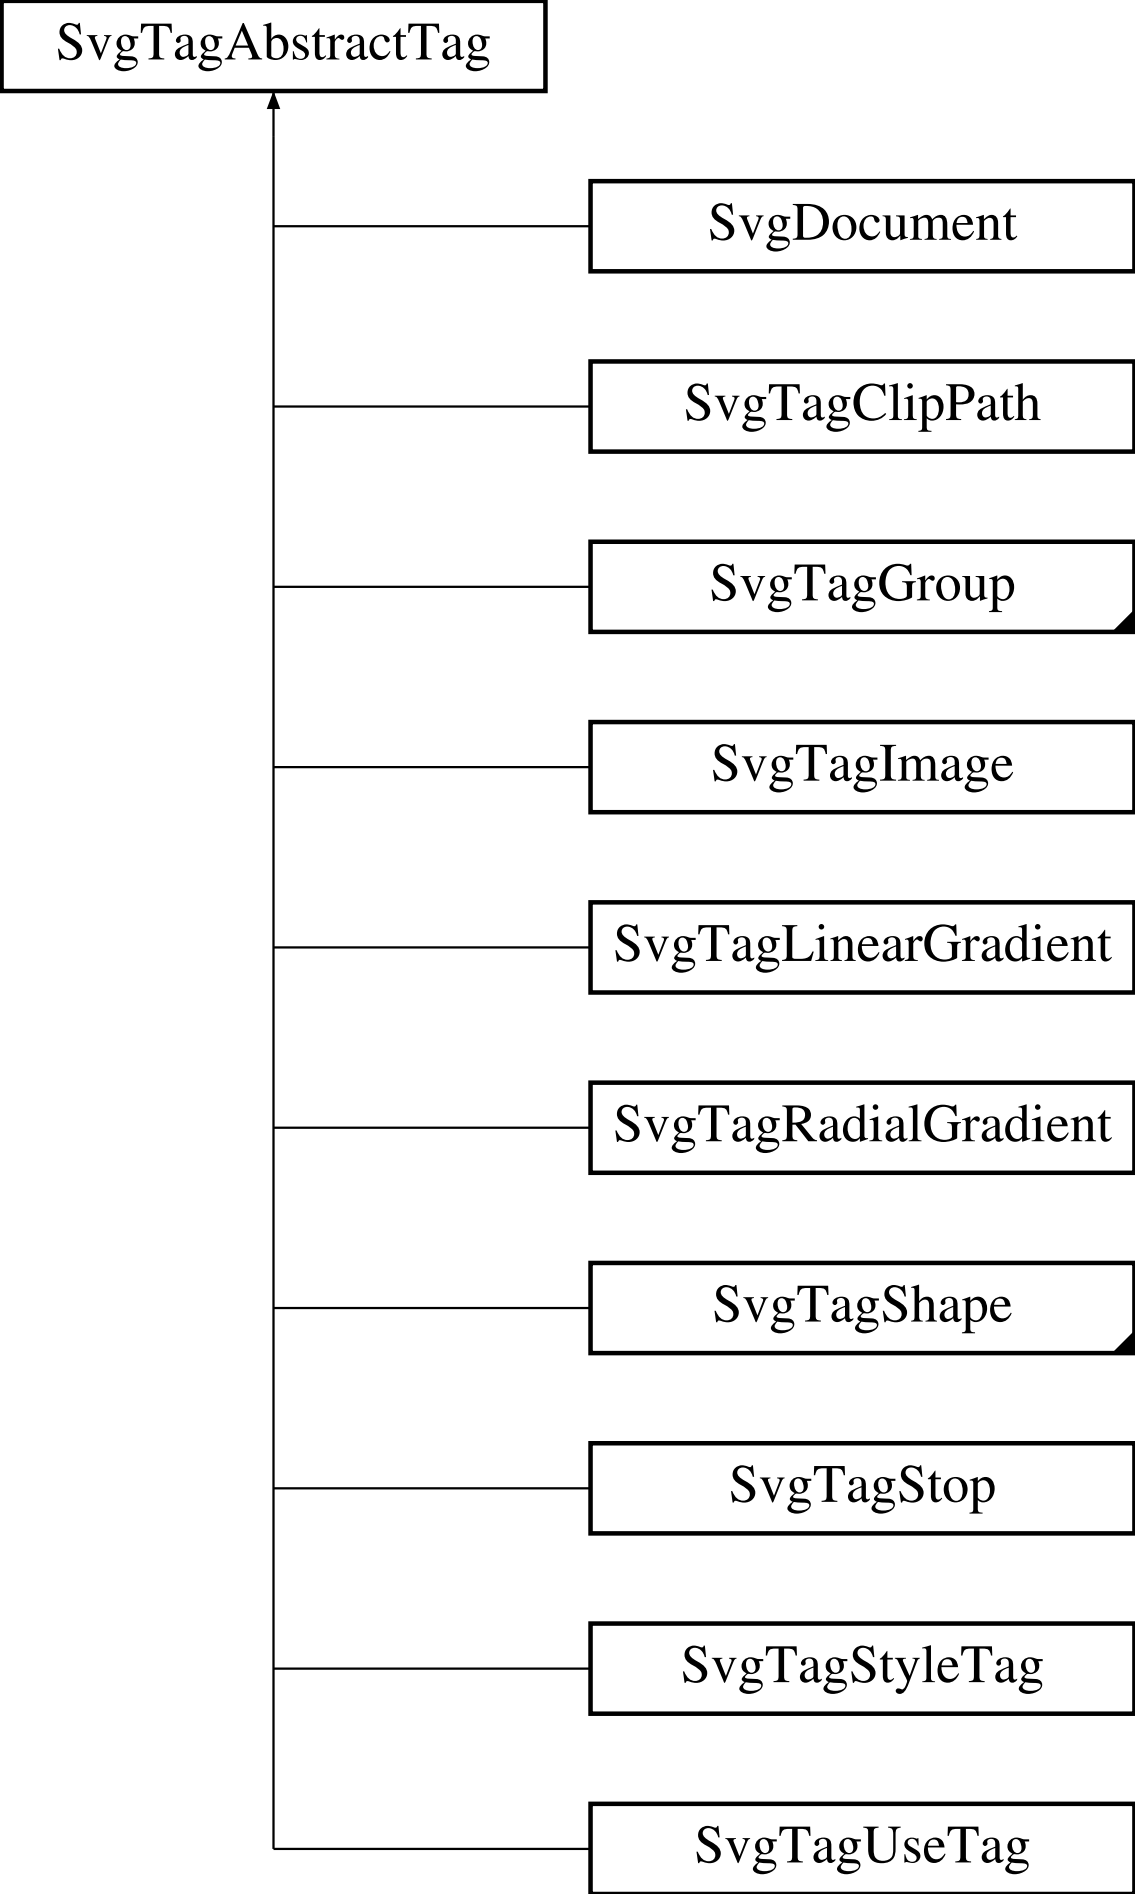 SvgTagAbstractTag
SvgDocument
SvgTagClipPath
SvgTagGroup
SvgTagImage
SvgTagLinearGradient
SvgTagRadialGradient
SvgTagShape
SvgTagStop
SvgTagStyleTag
SvgTagUseTag